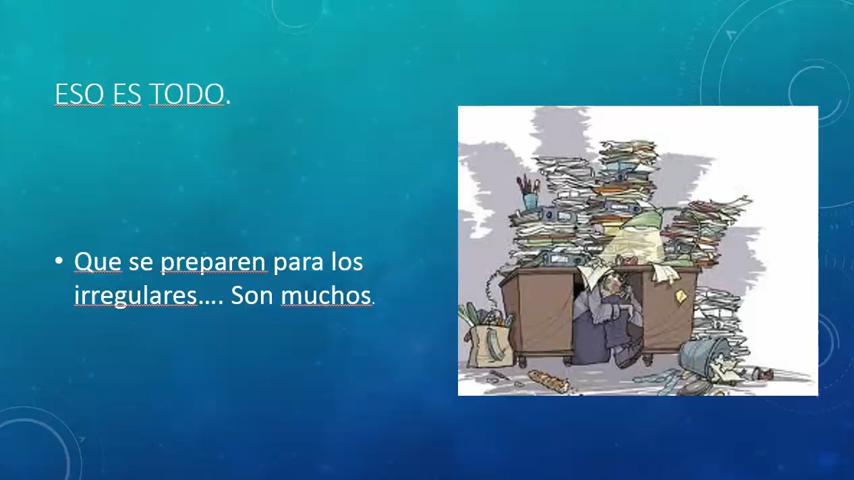 ESO ES TODO.
• Que se preparen para los
irregulares.... Son muchos.